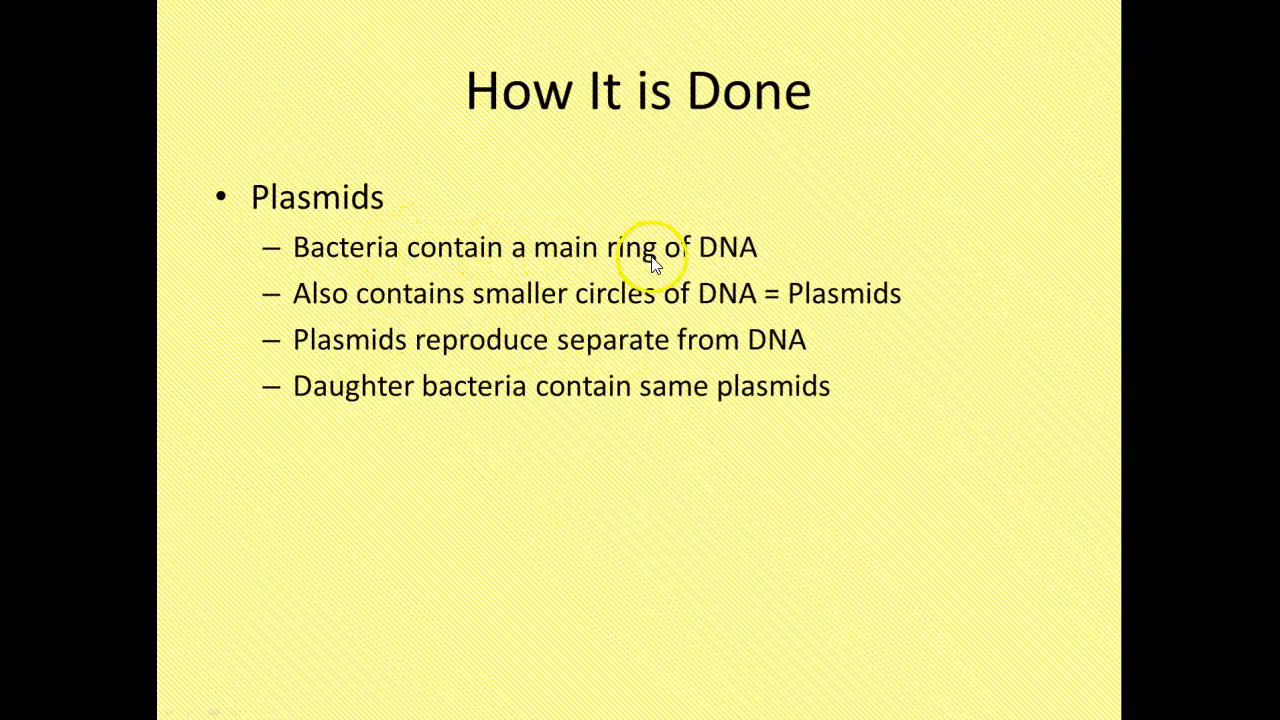 How It is Done
• Plasmids
– Bacteria contain a main ring of DNA
– Also contains smaller circles of DNA = Plasmids
– Plasmids reproduce separate from DNA
– Daughter bacteria contain same plasmids